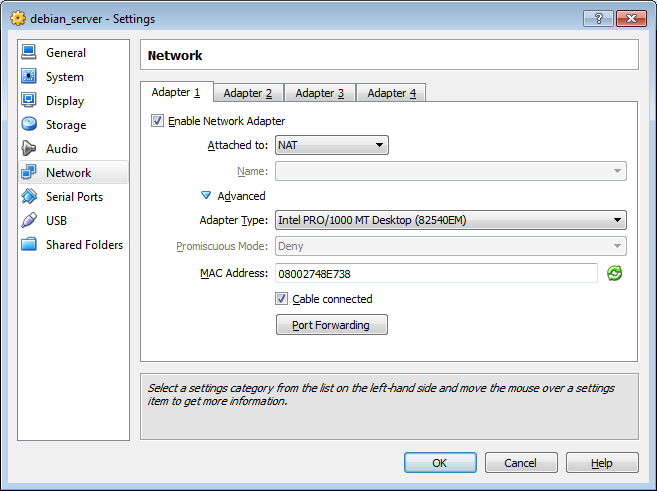 debian_server - Settings
General
System
Display
Storage
Audio
Network
Serial Ports
USB
Shared Folders
Network
Adapter 1 Adapter 2 Adapter 3 Adapter 4
Enable Network Adapter
Attached to: NAT
Name:
Advanced
Adapter Type: Intel PRO/1000 MT Desktop (82540EM)
Promiscuous Mode: Deny
MAC Address: 08002748E738
Cable connected
Port Forwarding
Select a settings category from the list on the left-hand side and move the mouse over a settings
item to get more information.
OK Cancel Help